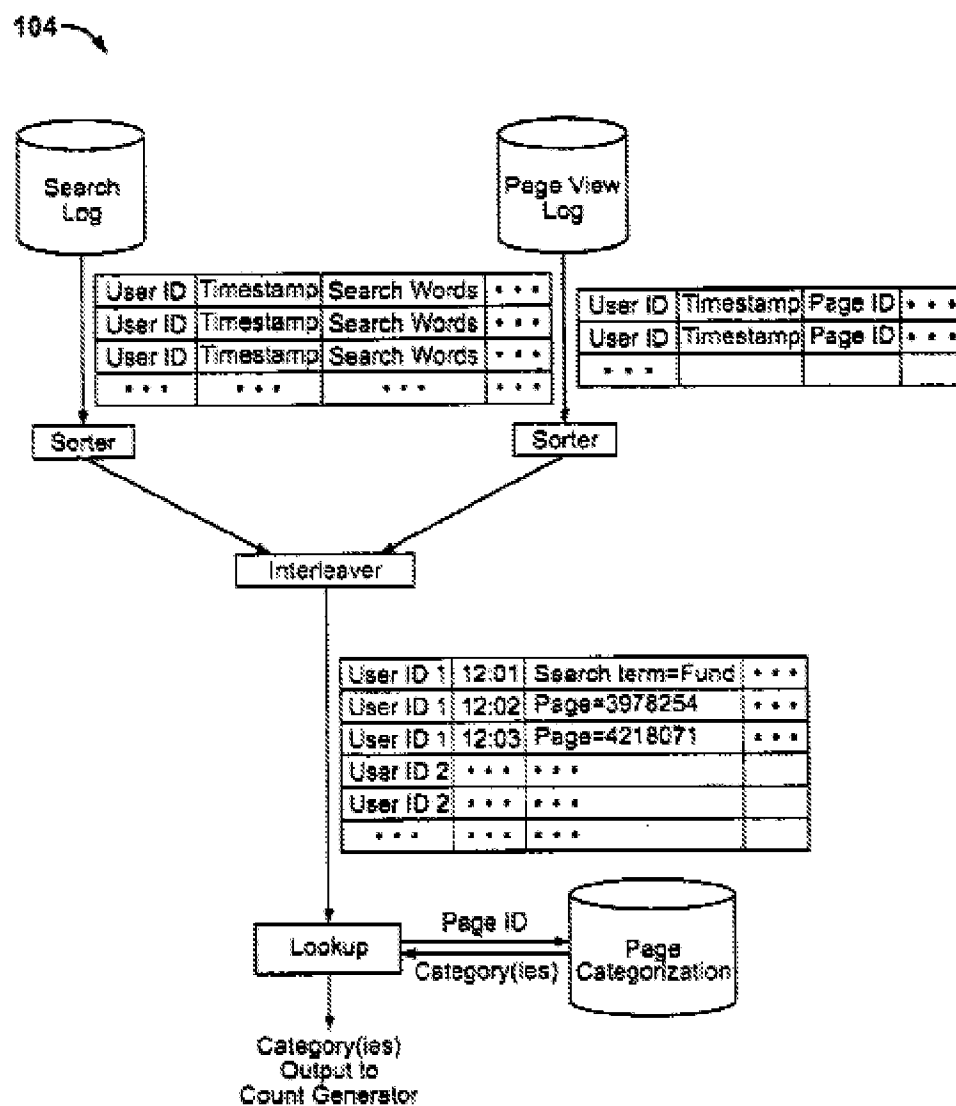 104
Search
Log
Page View
Log
User ID Timestamp Search Words • • •
User ID Timestamp Search Words • • •
User ID Timestamp Search Words • • •
• • • • • • • • • • • •
User ID Timestamp Page ID • • •
User ID Timestamp Page ID • • •
• • •
Sorter
Sorter
Interleaver
User ID 1 12:01 Search term=Fund • • •
User ID 1 12:02 Page=3978254 • • •
User ID 1 12:03 Page=4218071 • • •
User ID 2 • • • • • •
User ID 2 • • • • • •
• • • • • • • • •
Lookup
Page ID
Category(ies)
Page
Categorization
Category(ies)
Output to
Count Generator